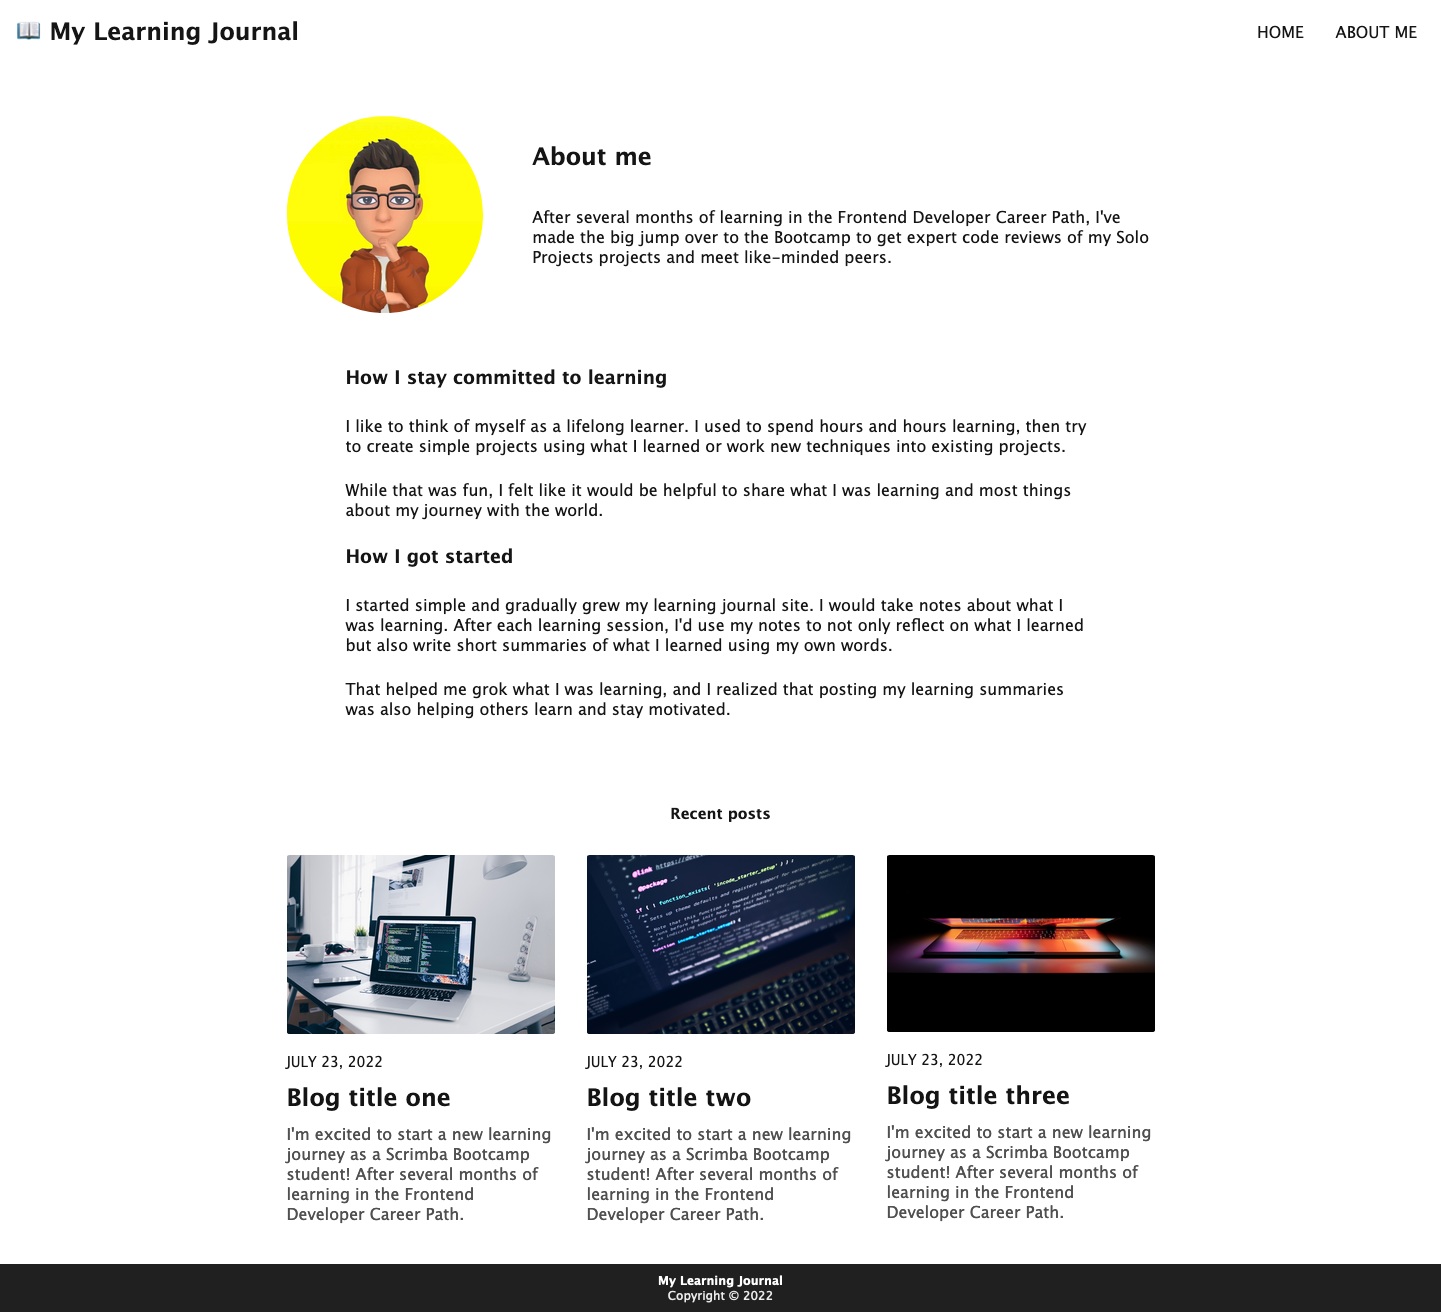 My Learning Journal
HOME
ABOUT ME
About me
After several months of learning in the Frontend Developer Career Path, I've
made the big jump over to the Bootcamp to get expert code reviews of my Solo
Projects projects and meet like-minded peers.
How I stay committed to learning
I like to think of myself as a lifelong learner. I used to spend hours and hours learning, then try
to create simple projects using what I learned or work new techniques into existing projects.
While that was fun, I felt like it would be helpful to share what I was learning and most things
about my journey with the world.
How I got started
I started simple and gradually grew my learning journal site. I would take notes about what I
was learning. After each learning session, I'd use my notes to not only reflect on what I learned
but also write short summaries of what I learned using my own words.
That helped me grok what I was learning, and I realized that posting my learning summaries
was also helping others learn and stay motivated.
Recent posts
@link https://
@package _s
if ( ! function_exists( 'incode_starter_setup' ) ) :
function incode_starter_setup() {
JULY 23, 2022
Blog title one
I'm excited to start a new learning
journey as a Scrimba Bootcamp
student! After several months of
learning in the Frontend
Developer Career Path.
JULY 23, 2022
Blog title two
I'm excited to start a new learning
journey as a Scrimba Bootcamp
student! After several months of
learning in the Frontend
Developer Career Path.
JULY 23, 2022
Blog title three
I'm excited to start a new learning
journey as a Scrimba Bootcamp
student! After several months of
learning in the Frontend
Developer Career Path.
My Learning Journal
Copyright © 2022